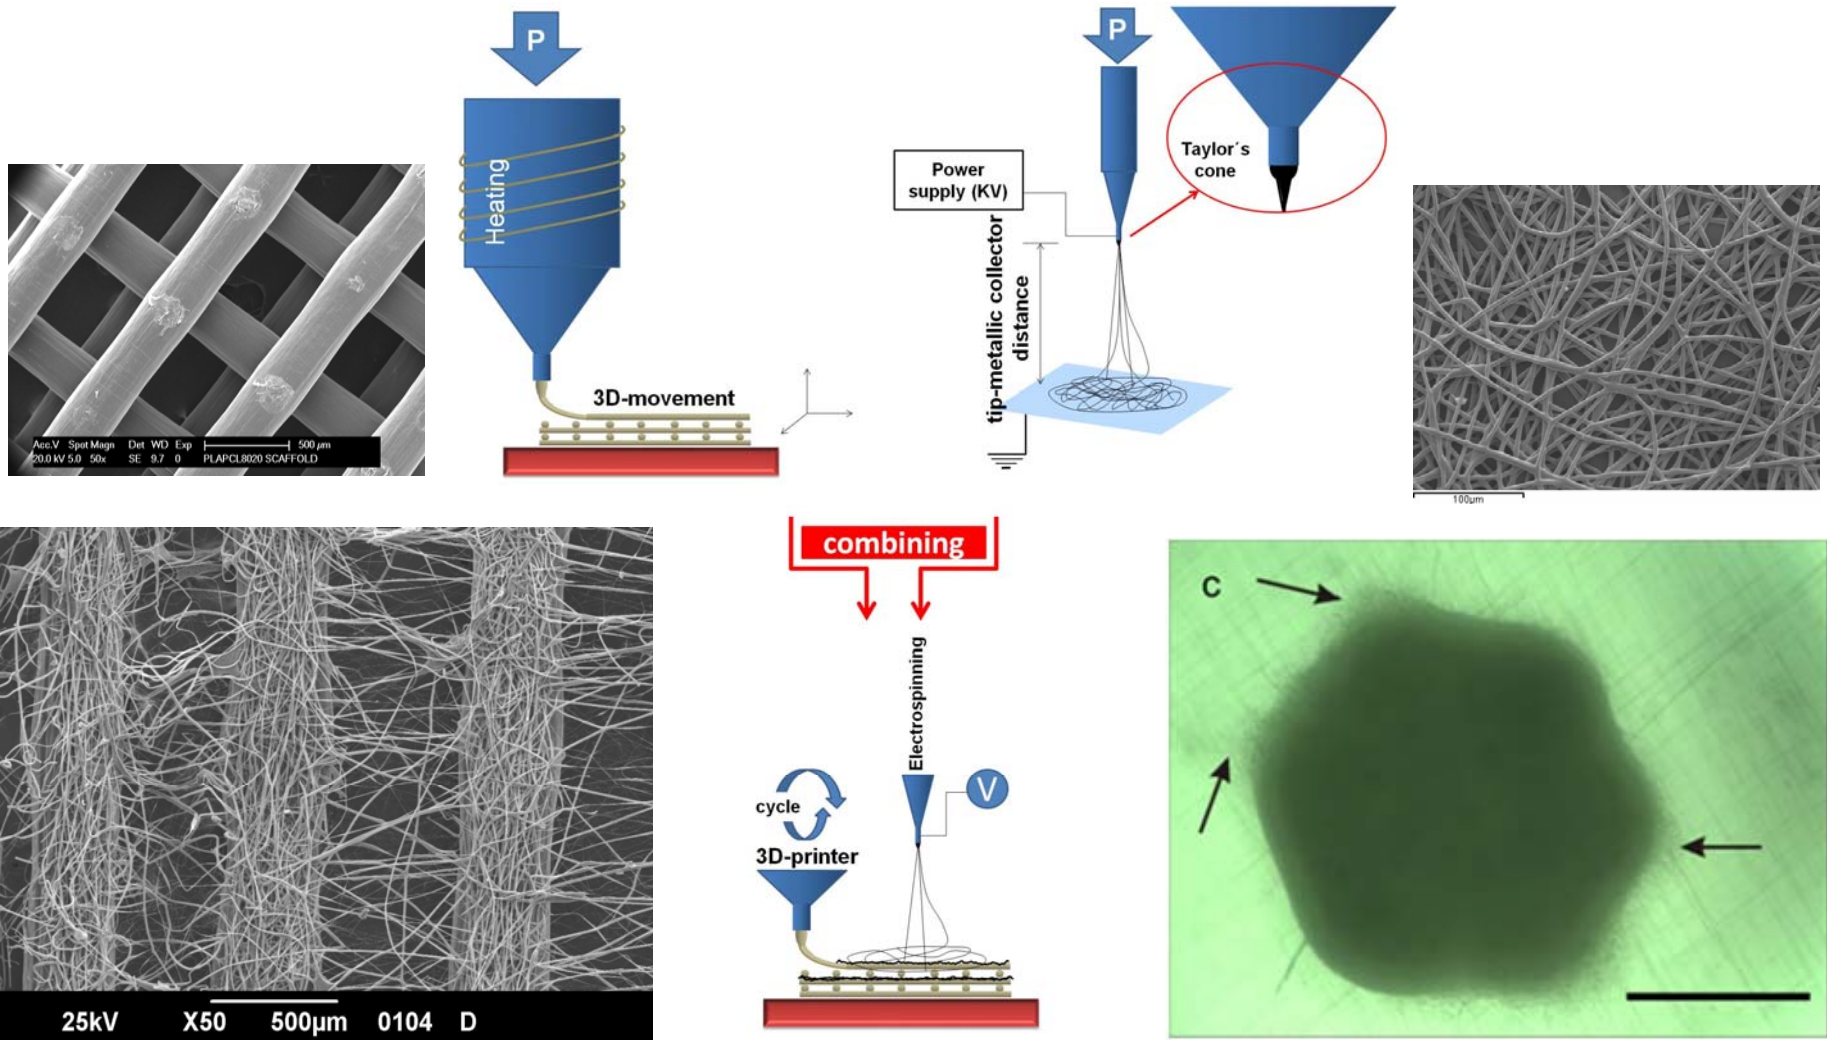 P
Heating
3D-movement
Acc.V Spot Magn Det WD Exp 500 µm
20.0 kV 5.0 50x SE 9.7 0 PLAPCL8020 SCAFFOLD
P
Power
supply (KV)
Taylor´s
cone
tip-metallic collector
distance
100µm
combining
Electrospinning
V
cycle
3D-printer
25kV X50 500µm 0104 D
C